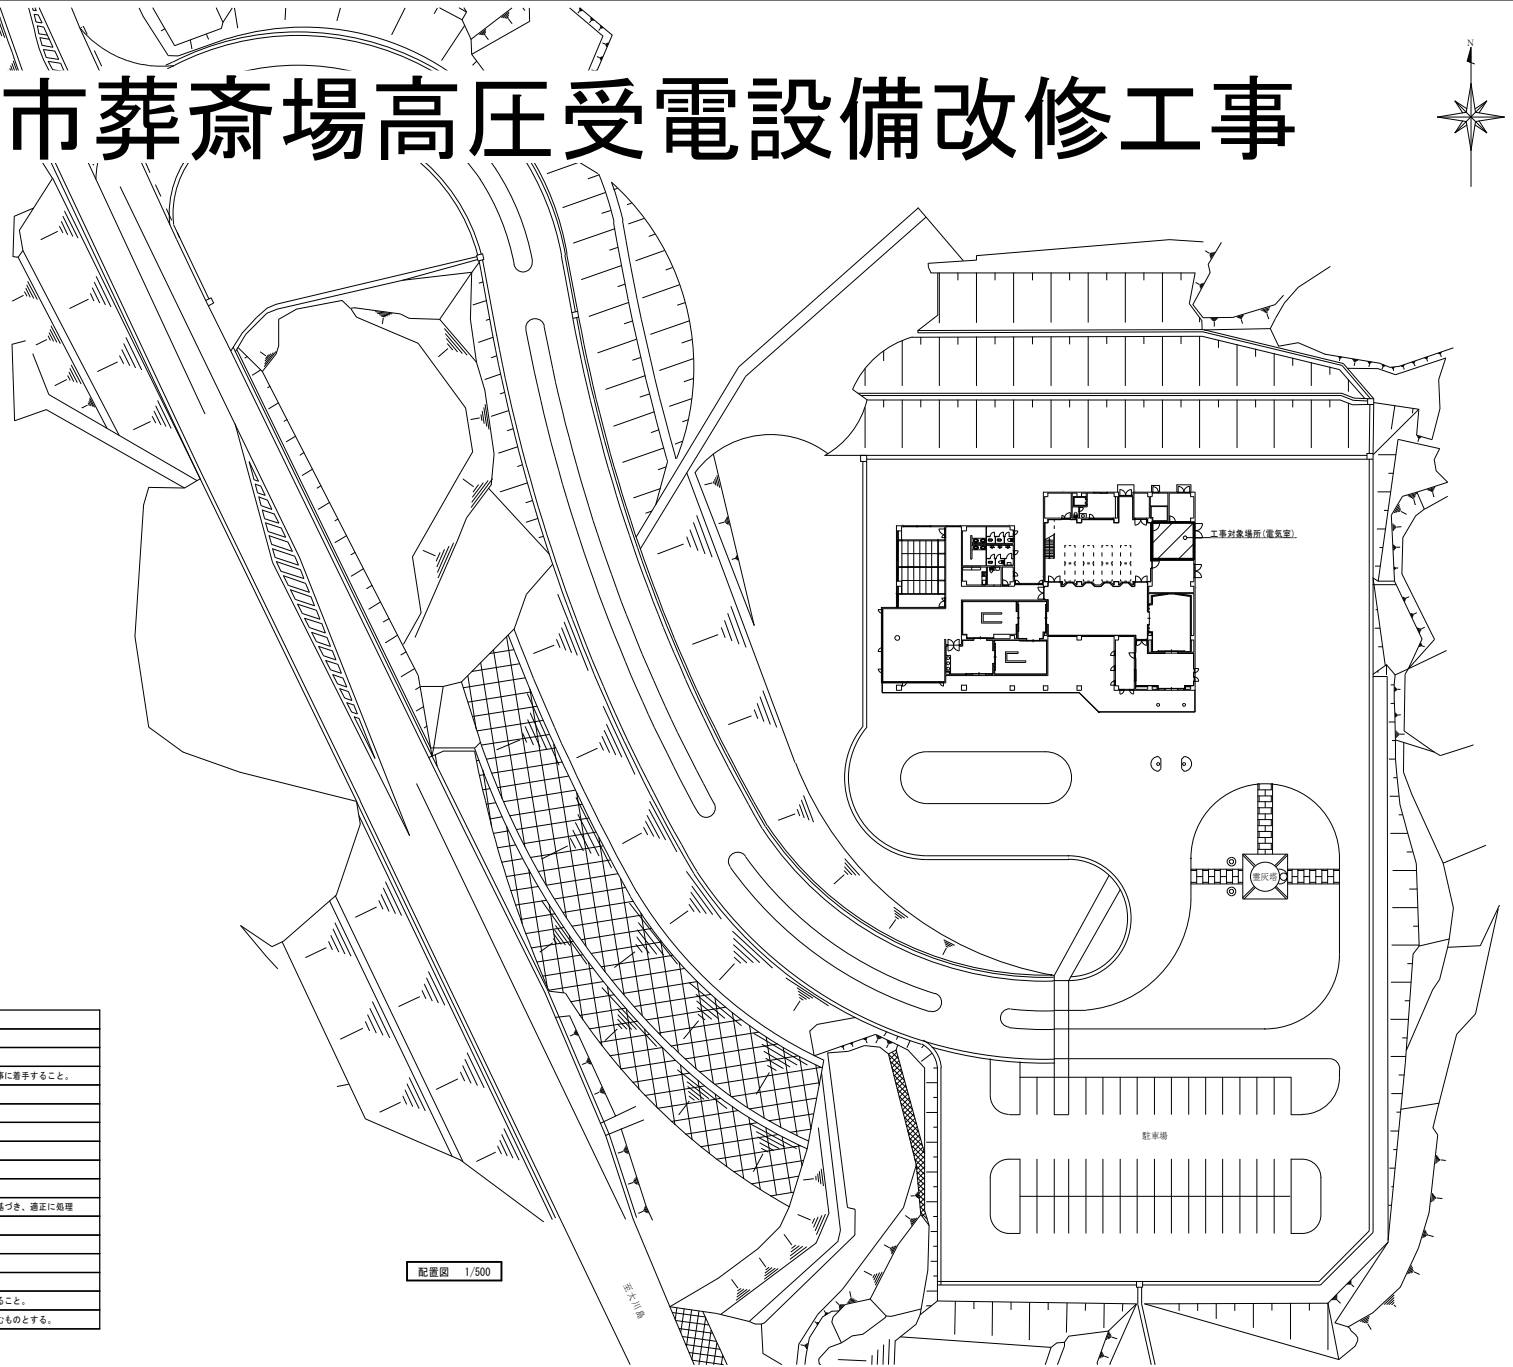 市葬斎場高圧受電設備改修工事
N
工事対象場所(電気室)
霊灰塔
事に着手すること。
駐車場
基づき、適正に処理
配置図 1/500
至大川島
ること。
むものとする。